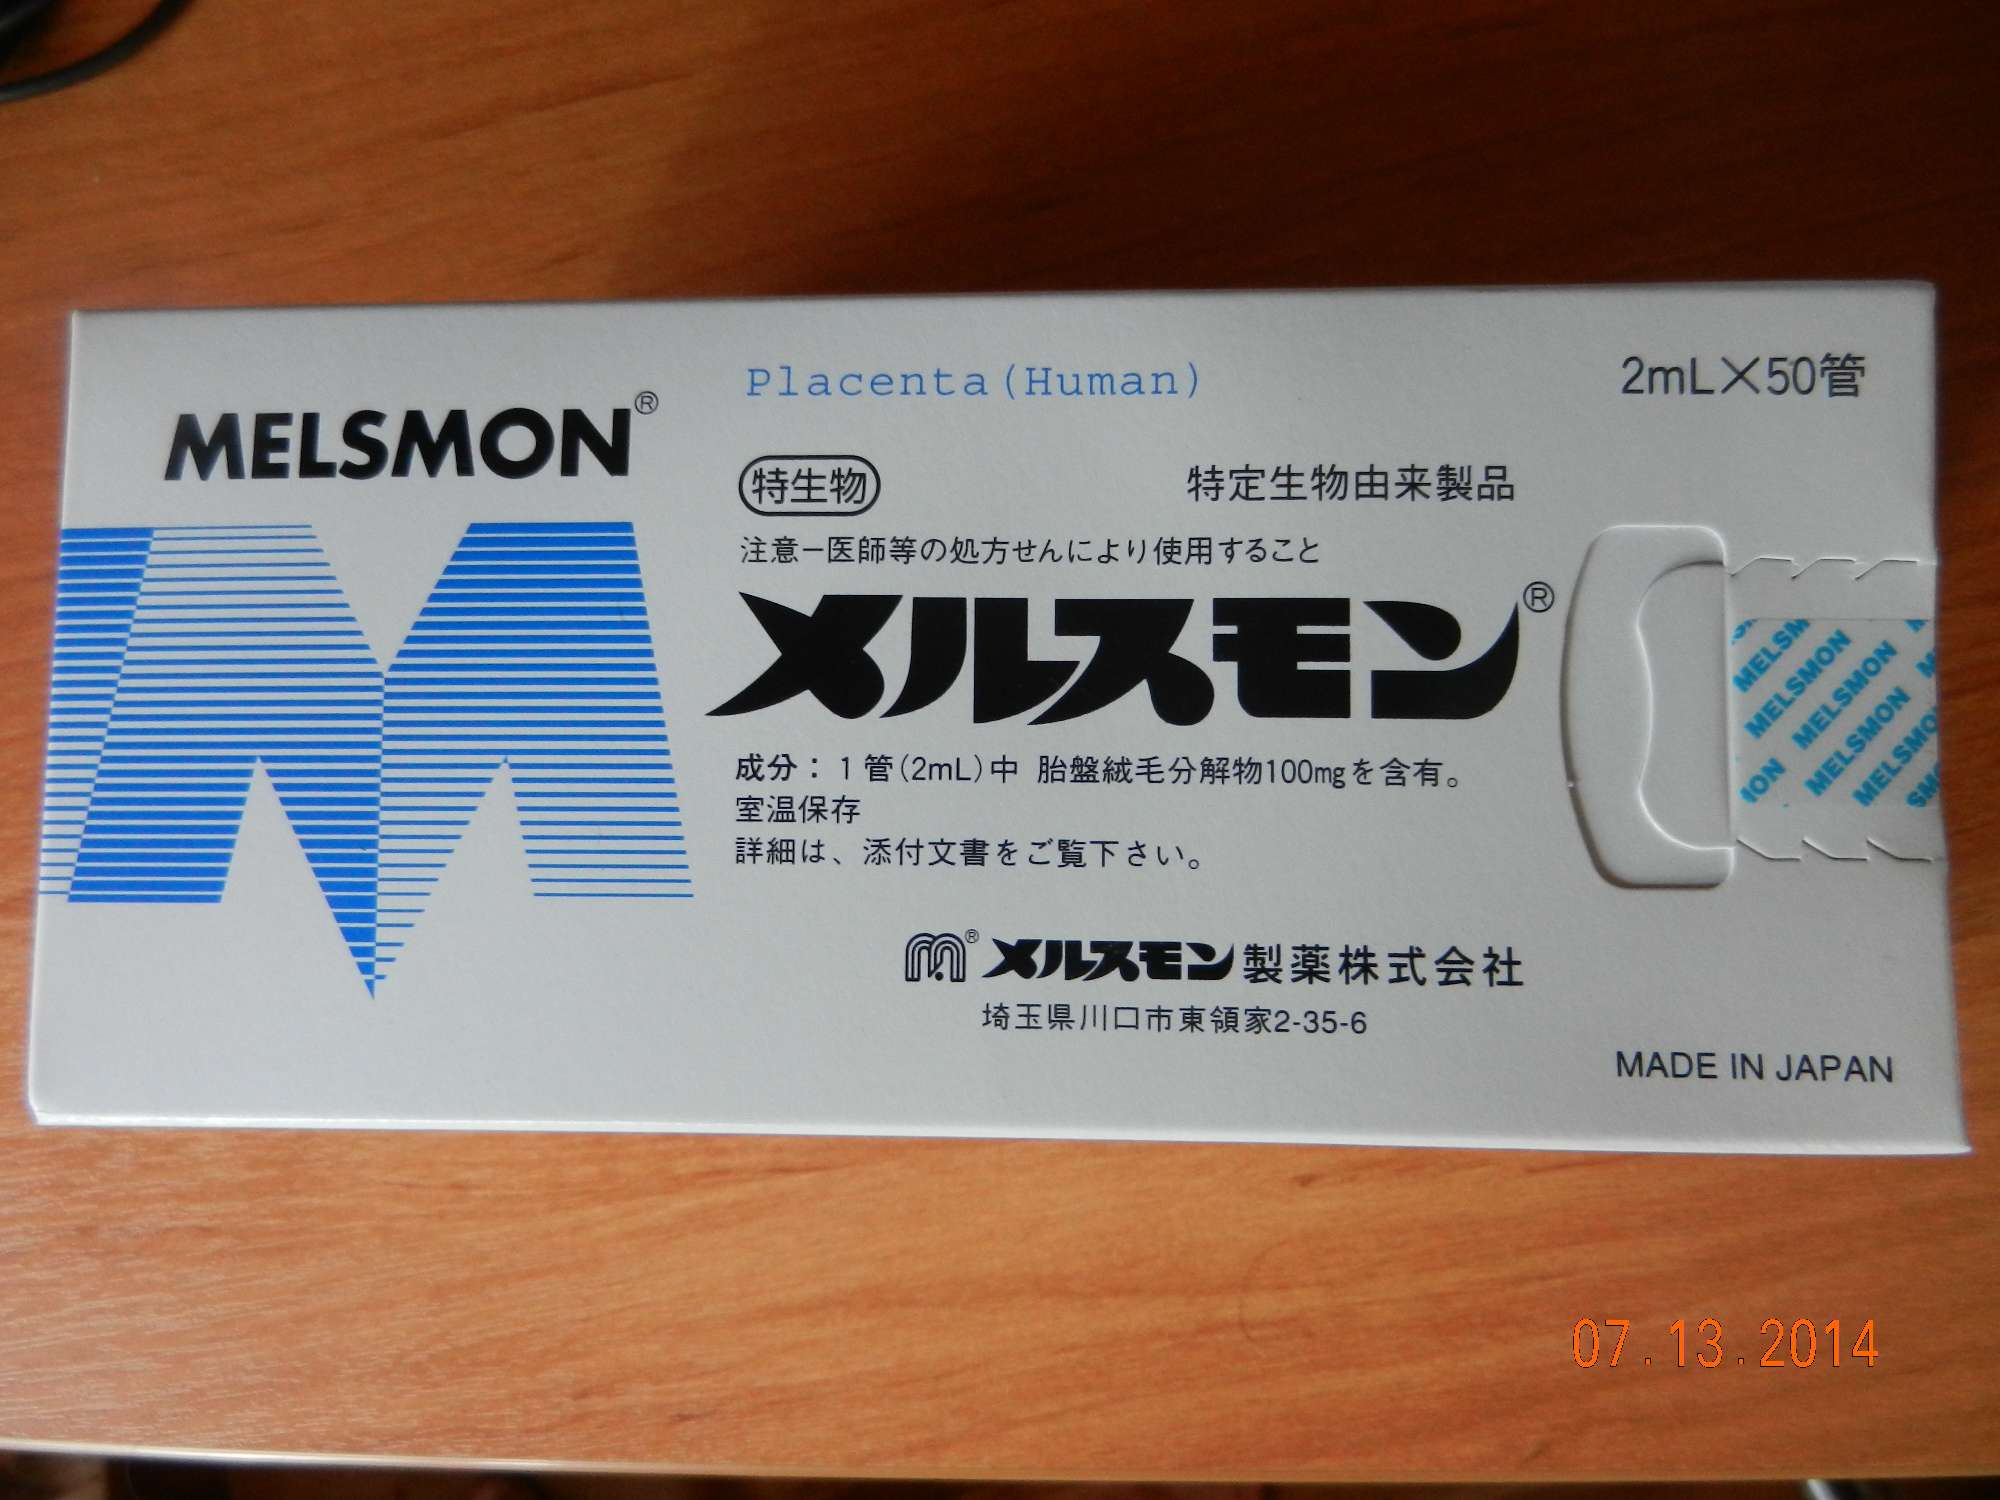 Placenta (Human)
2mL×50管
MELSMON®
特生物
特定生物由来製品
注意－医師等の処方せんにより使用すること
メルスモン®
成分：1管(2mL)中 胎盤絨毛分解物100mgを含有。
室温保存
詳細は、添付文書をご覧下さい。
m® メルスモン製薬株式会社
埼玉県川口市東領家2-35-6
MADE IN JAPAN
MELSMON
MELSMON
MELSMON
MELSMON
07.13.2014